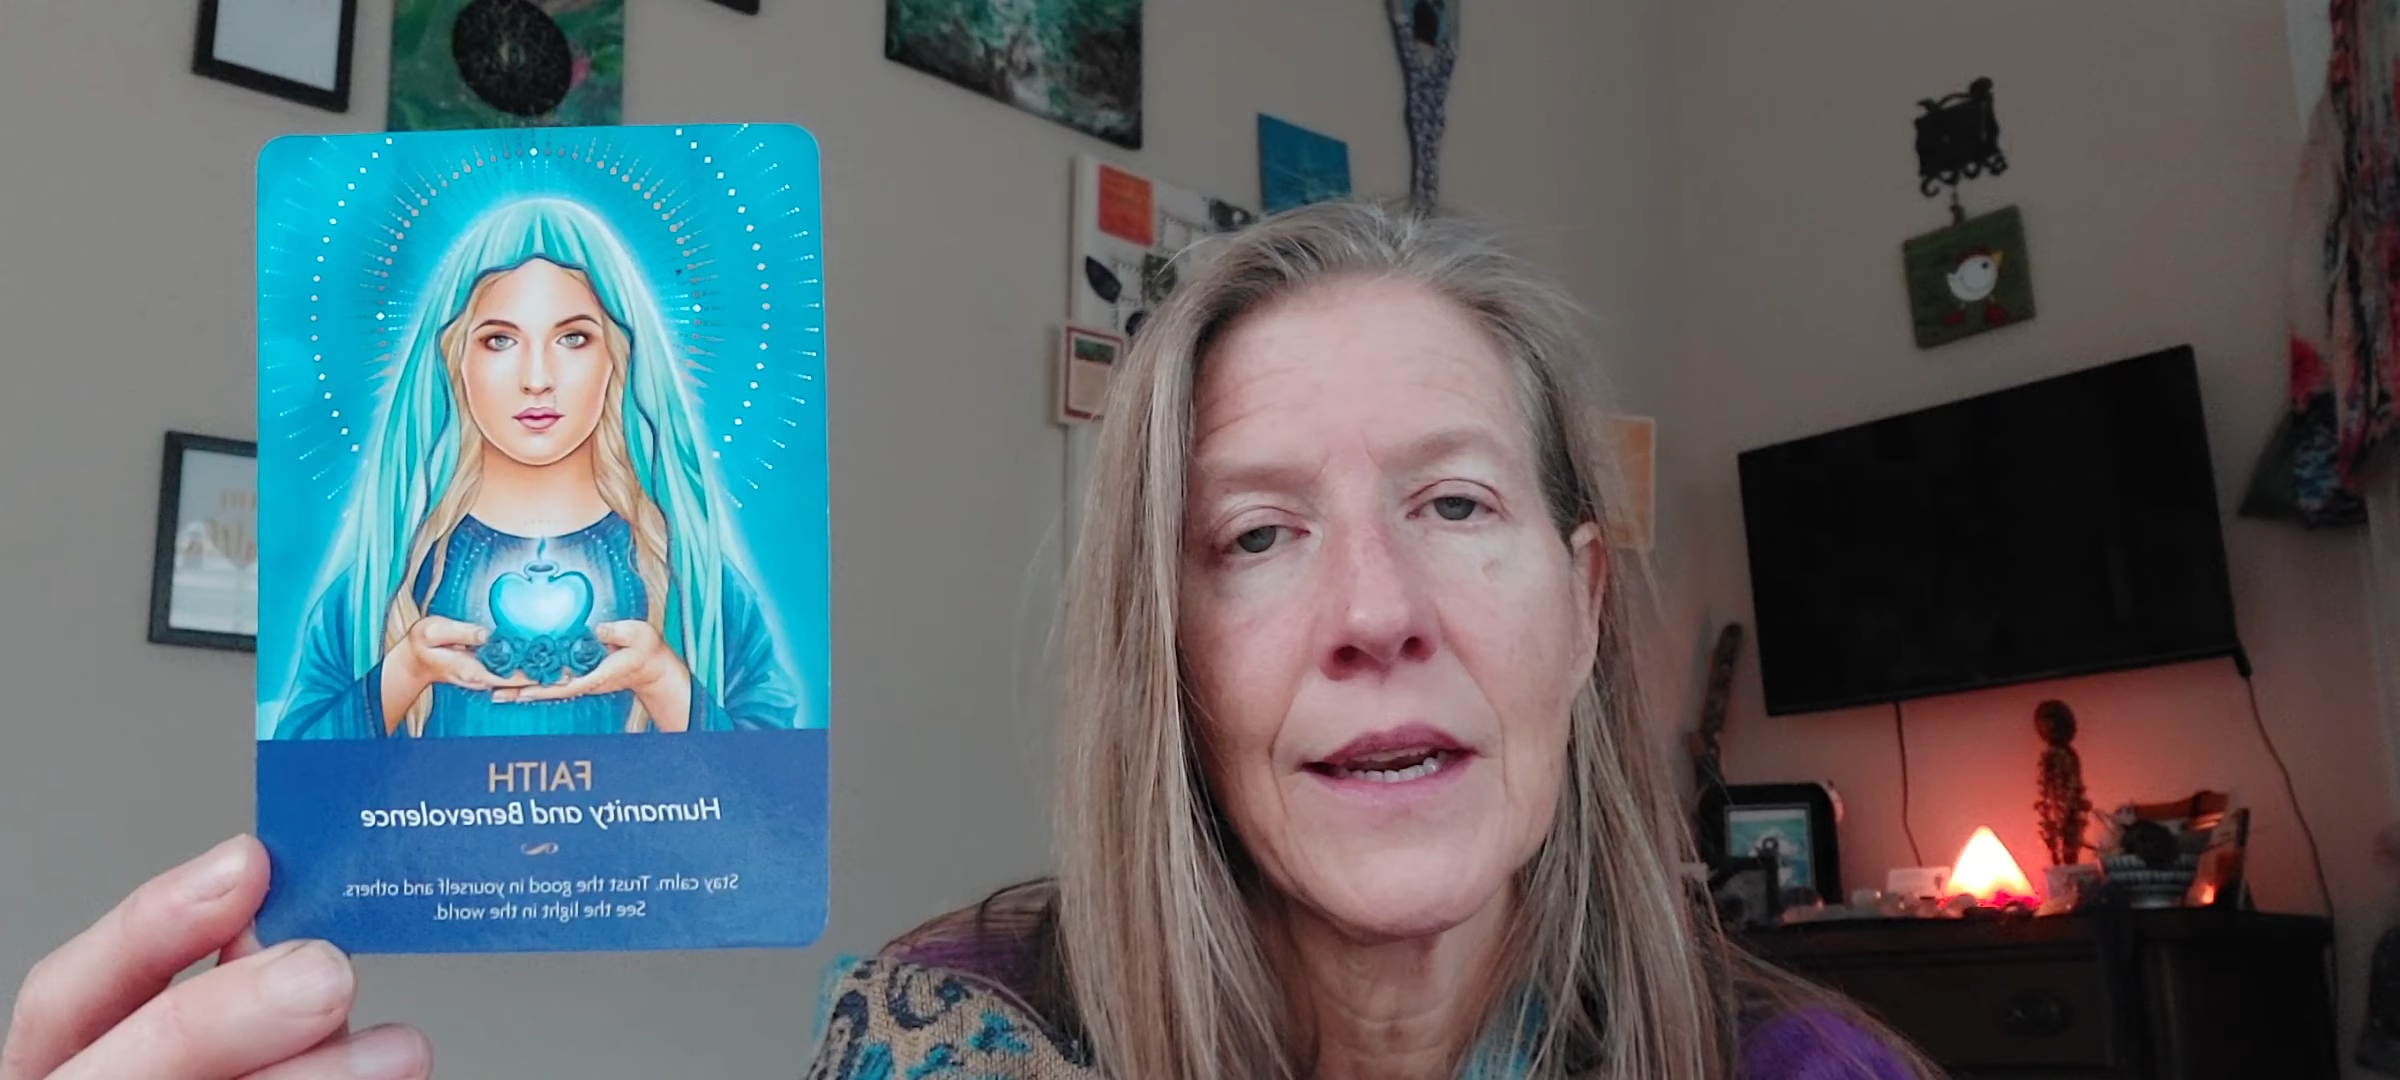 FAITH
Humanity and Benevolence
Stay calm. Trust the good in yourself and others.
See the light in the world.